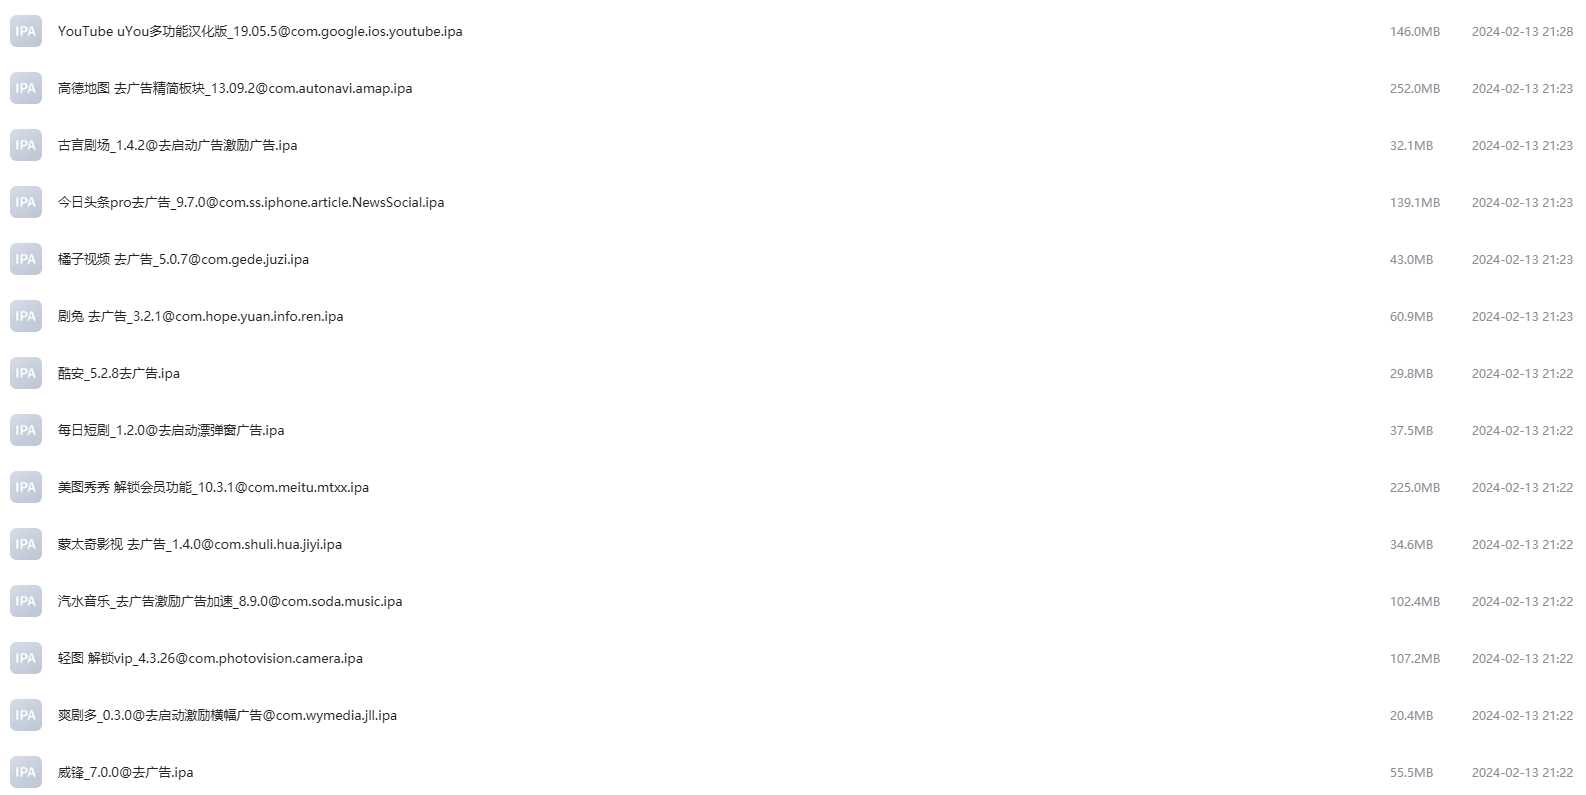 IPA YouTube uYou多功能汉化版_19.05.5@com.google.ios.youtube.ipa 146.0MB 2024-02-13 21:28
IPA 高德地图 去广告精简板块_13.09.2@com.autonavi.amap.ipa 252.0MB 2024-02-13 21:23
IPA 古言剧场_1.4.2@去启动广告激励广告.ipa 32.1MB 2024-02-13 21:23
IPA 今日头条pro去广告_9.7.0@com.ss.iphone.article.NewsSocial.ipa 139.1MB 2024-02-13 21:23
IPA 橘子视频 去广告_5.0.7@com.gede.juzi.ipa 43.0MB 2024-02-13 21:23
IPA 剧兔 去广告_3.2.1@com.hope.yuan.info.ren.ipa 60.9MB 2024-02-13 21:23
IPA 酷安_5.2.8去广告.ipa 29.8MB 2024-02-13 21:22
IPA 每日短剧_1.2.0@去启动漂弹窗广告.ipa 37.5MB 2024-02-13 21:22
IPA 美图秀秀 解锁会员功能_10.3.1@com.meitu.mtxx.ipa 225.0MB 2024-02-13 21:22
IPA 蒙太奇影视 去广告_1.4.0@com.shuli.hua.jiyi.ipa 34.6MB 2024-02-13 21:22
IPA 汽水音乐_去广告激励广告加速_8.9.0@com.soda.music.ipa 102.4MB 2024-02-13 21:22
IPA 轻图 解锁vip_4.3.26@com.photovision.camera.ipa 107.2MB 2024-02-13 21:22
IPA 爽剧多_0.3.0@去启动激励横幅广告@com.wymedia.jll.ipa 20.4MB 2024-02-13 21:22
IPA 威锋_7.0.0@去广告.ipa 55.5MB 2024-02-13 21:22